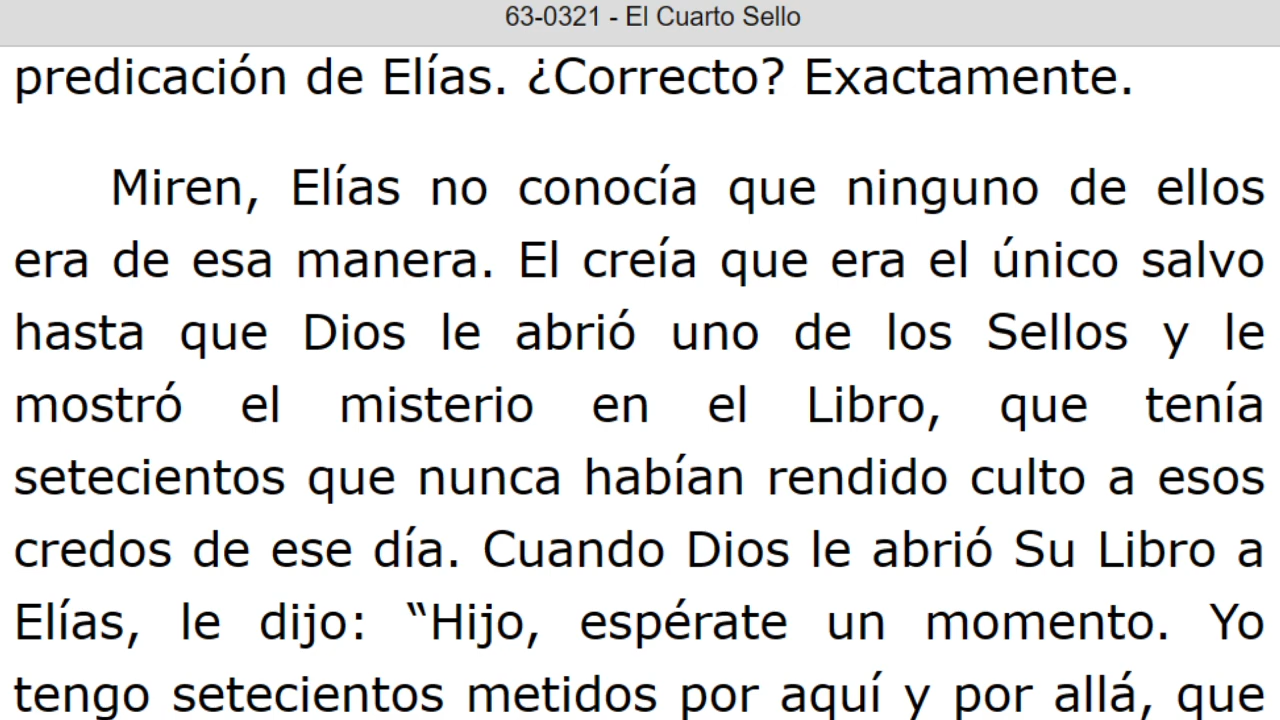 63-0321 - El Cuarto Sello
predicación de Elías. ¿Correcto? Exactamente.
Miren, Elías no conocía que ninguno de ellos
era de esa manera. El creía que era el único salvo
hasta que Dios le abrió uno de los Sellos y le
mostró el misterio en el Libro, que tenía
setecientos que nunca habían rendido culto a esos
credos de ese día. Cuando Dios le abrió Su Libro a
Elías, le dijo: “Hijo, espérate un momento. Yo
tengo setecientos metidos por aquí y por allá, que